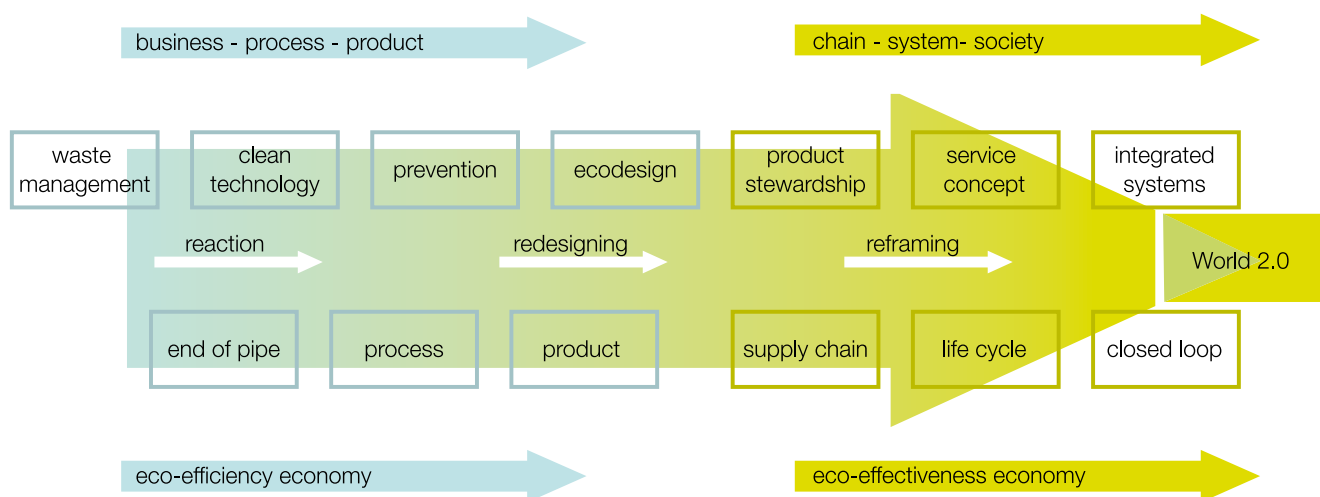 business - process - product
chain - system- society
waste
management
clean
technology
prevention
ecodesign
product
stewardship
service
concept
integrated
systems
reaction
redesigning
reframing
World 2.0
end of pipe
process
product
supply chain
life cycle
closed loop
eco-efficiency economy
eco-effectiveness economy